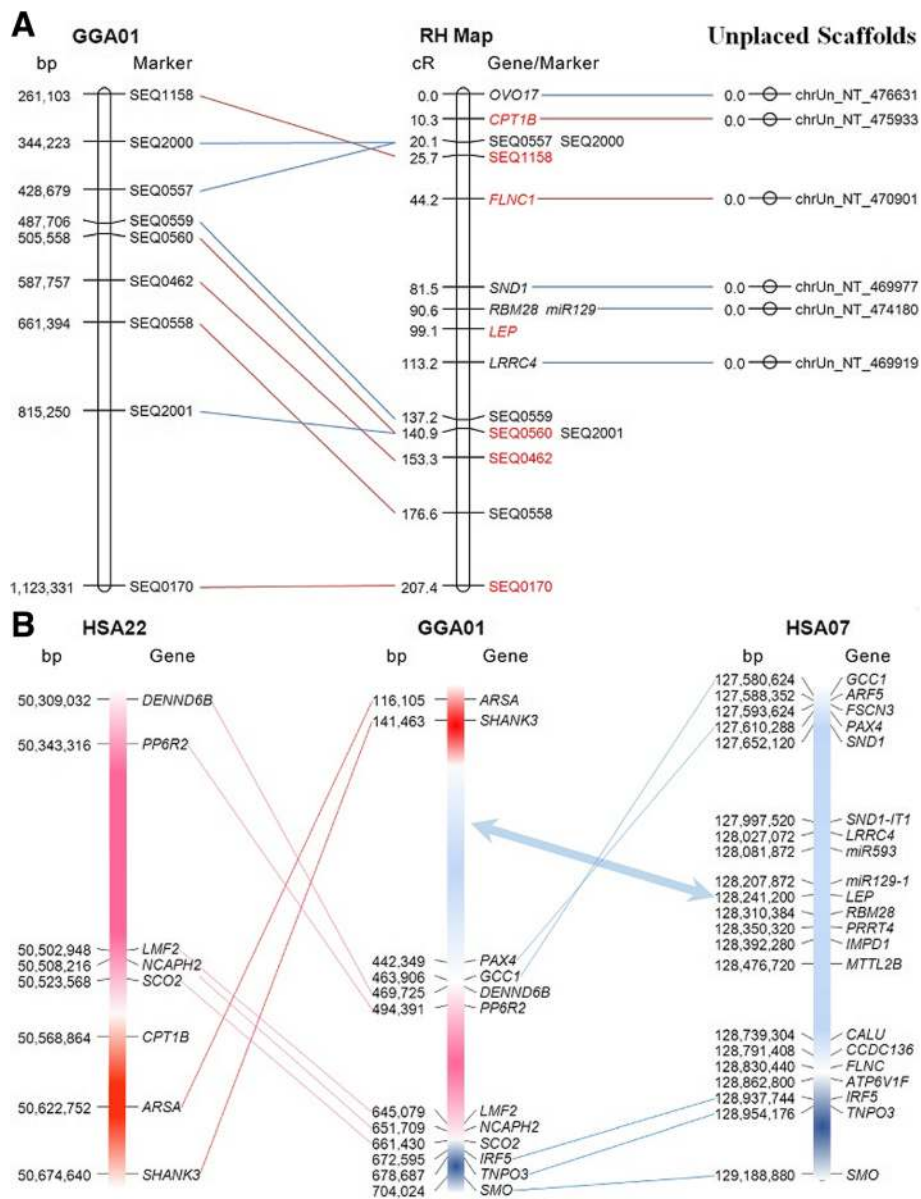 A
GGA01 RH Map Unplaced Scaffolds
bp Marker cR Gene/Marker
261,103 SEQ1158 0.0 OVO17 0.0 chrUn_NT_476631
10.3 CPT1B 0.0 chrUn_NT_475933
344,223 SEQ2000 20.1 SEQ0557 SEQ2000
25.7 SEQ1158
428,679 SEQ0557 44.2 FLNC1 0.0 chrUn_NT_470901
487,706 SEQ0559
505,558 SEQ0560
587,757 SEQ0462 81.5 SND1 0.0 chrUn_NT_469977
90.6 RBM28 miR129 0.0 chrUn_NT_474180
661,394 SEQ0558 99.1 LEP
113.2 LRRC4 0.0 chrUn_NT_469919
815,250 SEQ2001 137.2 SEQ0559
140.9 SEQ0560 SEQ2001
153.3 SEQ0462
176.6 SEQ0558
1,123,331 SEQ0170 207.4 SEQ0170
B
HSA22 GGA01 HSA07
bp Gene bp Gene bp Gene
50,309,032 DENND6B
50,343,316 PP6R2
50,502,948 LMF2
50,508,216 NCAPH2
50,523,568 SCO2
50,568,864 CPT1B
50,622,752 ARSA
50,674,640 SHANK3
116,105 ARSA
141,463 SHANK3
442,349 PAX4
463,906 GCC1
469,725 DENND6B
494,391 PP6R2
645,079 LMF2
651,709 NCAPH2
661,430 SCO2
672,595 IRF5
678,687 TNPO3
704,024 SMO
127,580,624 GCC1
127,588,352 ARF5
127,593,624 FSCN3
127,610,288 PAX4
127,652,120 SND1
127,997,520 SND1-IT1
128,027,072 LRRC4
128,081,872 miR593
128,207,872 miR129-1
128,241,200 LEP
128,310,384 RBM28
128,350,320 PRRT4
128,392,280 IMPD1
128,476,720 MTTL2B
128,739,304 CALU
128,791,408 CCDC136
128,830,440 FLNC
128,862,800 ATP6V1F
128,937,744 IRF5
128,954,176 TNPO3
129,188,880 SMO